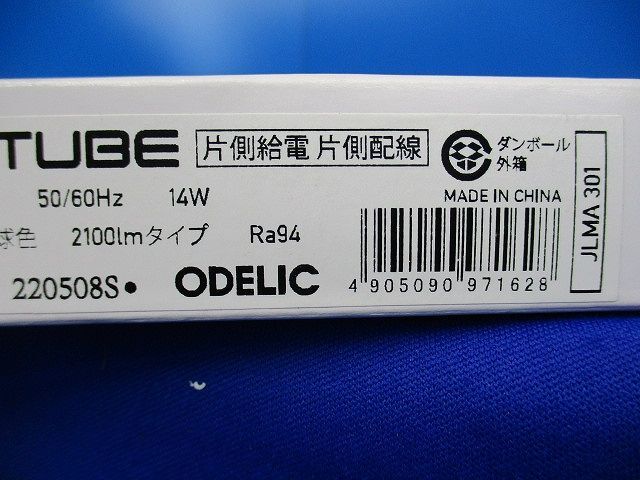 TUBE
片側給電 片側配線
ダンボール
外箱
50/60Hz 14W
MADE IN CHINA
球色 2100lmタイプ Ra94
220508S•
ODELIC
4 905090 971628
JLMA 301